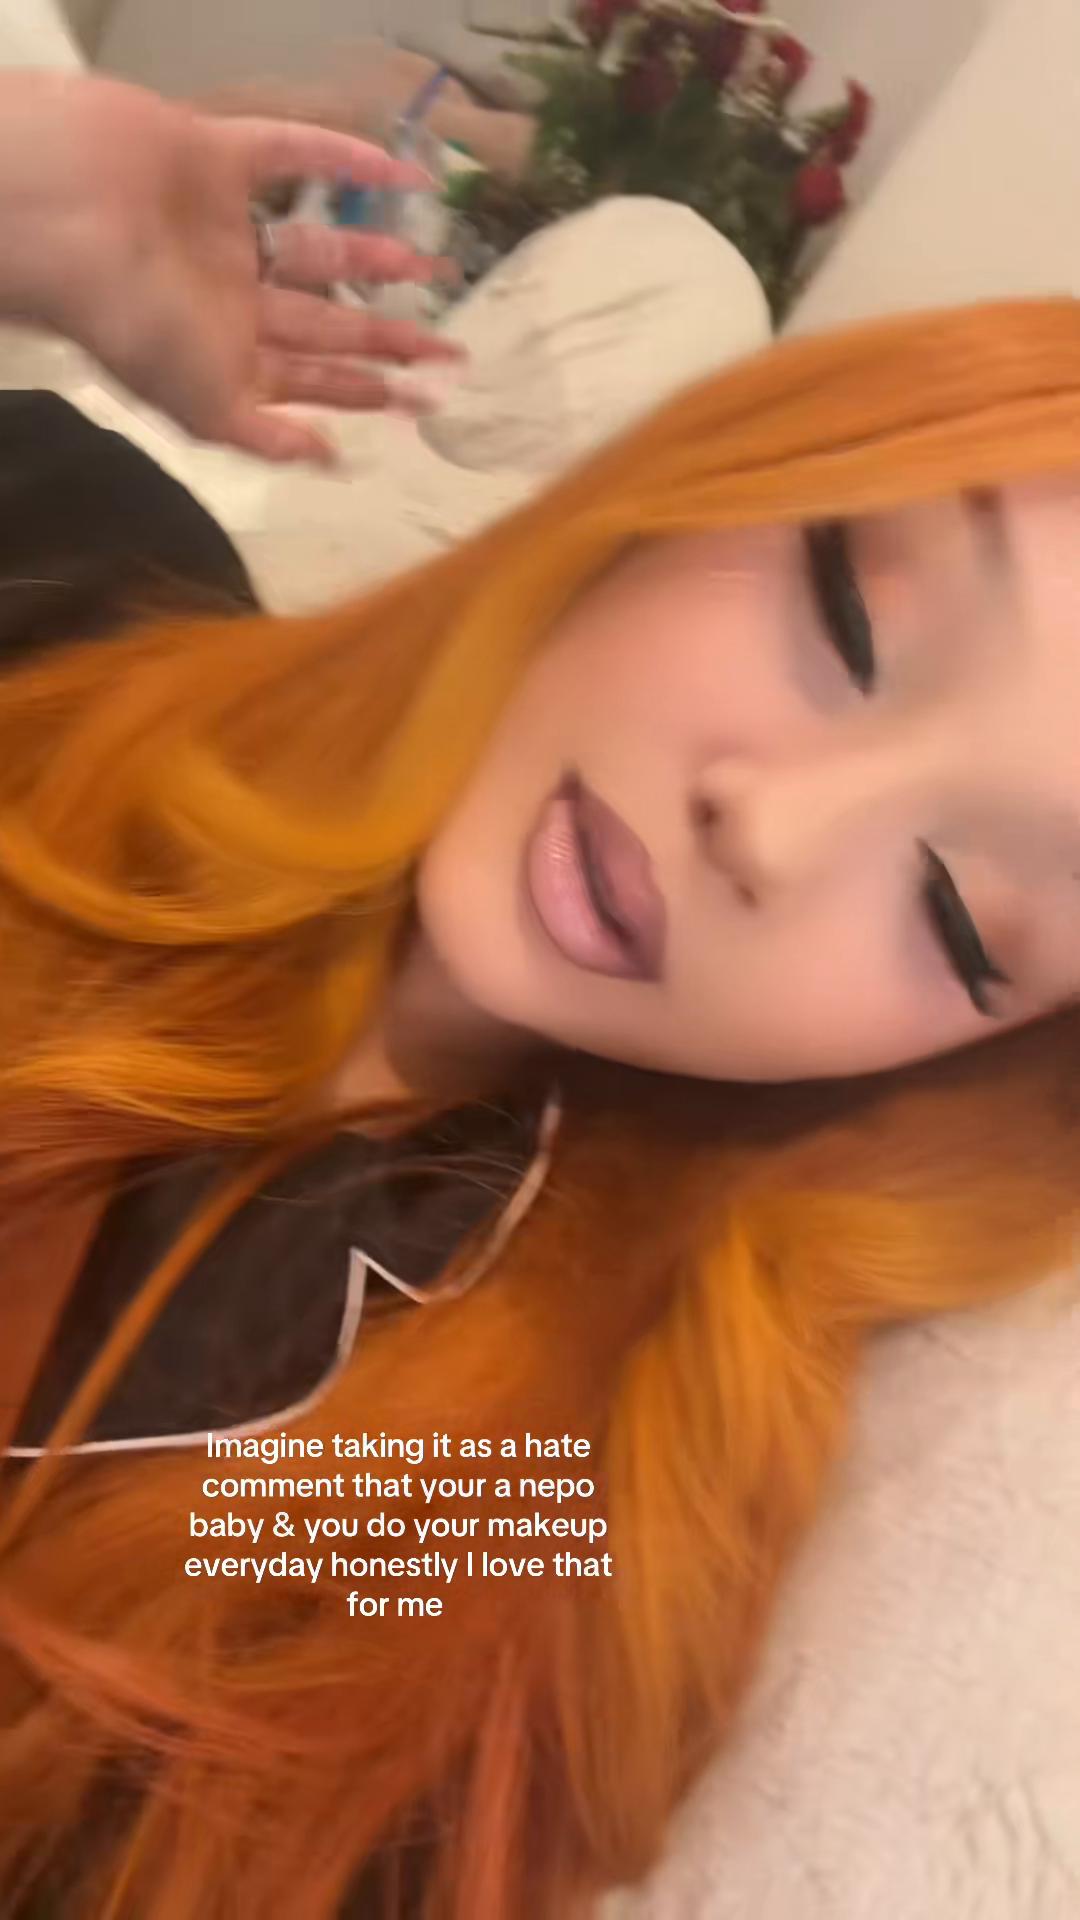 Imagine taking it as a hate
comment that your a nepo
baby & you do your makeup
everyday honestly I love that
for me